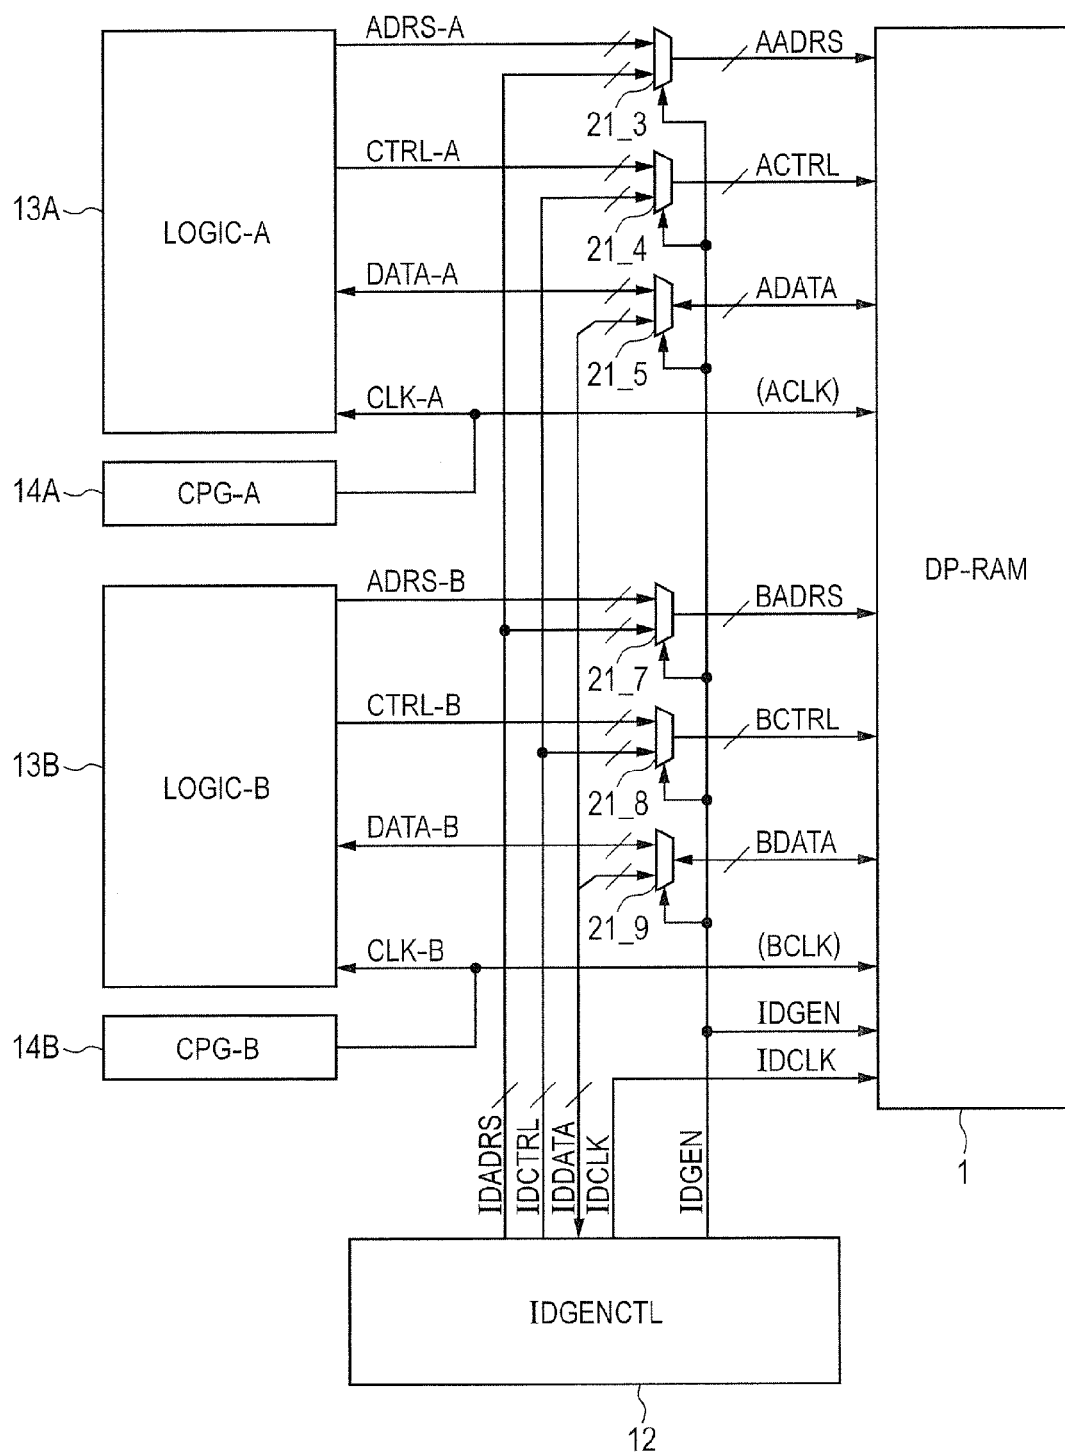 ADRS-A
AADRS
21_3
CTRL-A
ACTRL
13A
LOGIC-A
21_4
DATA-A
ADATA
21_5
CLK-A
(ACLK)
14A
CPG-A
DP-RAM
ADRS-B
BADRS
21_7
CTRL-B
BCTRL
13B
LOGIC-B
21_8
DATA-B
BDATA
21_9
CLK-B
(BCLK)
IDGEN
14B
CPG-B
IDCLK
IDADRS
IDCTRL
IDDATA
IDCLK
IDGEN
1
IDGENCTL
12